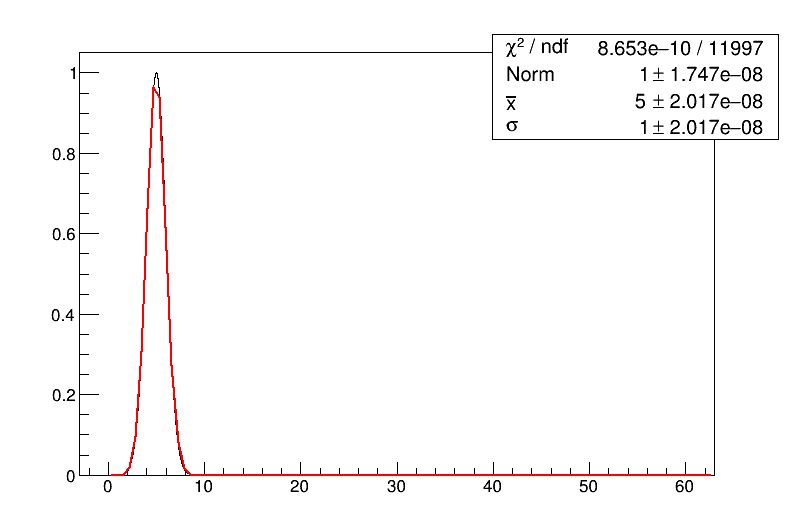 χ² / ndf 8.653e−10 / 11997
Norm 1 ± 1.747e−08
x̅ 5 ± 2.017e−08
σ 1 ± 2.017e−08
1
0.8
0.6
0.4
0.2
0
0 10 20 30 40 50 60